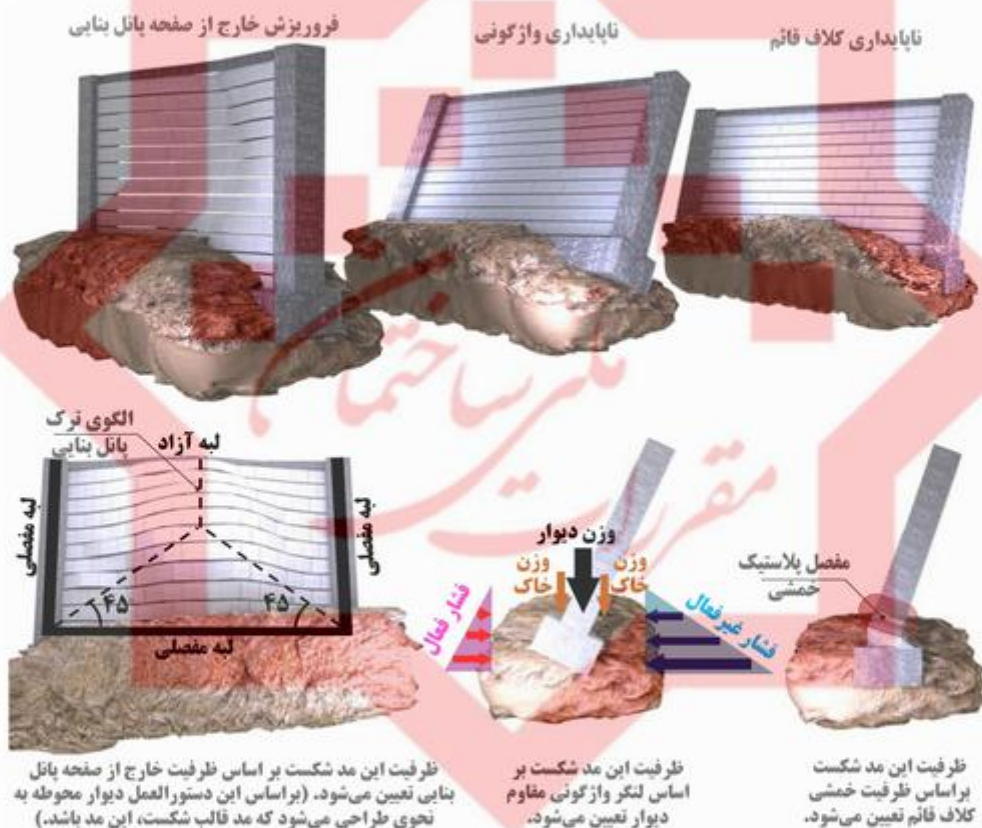 ناپایداری کلاف قائم
ناپایداری واژگونی
فروریزش خارج از صفحه پانل بنایی
مقررات ملی ساختمان
الگوی ترک
پانل بنایی
لبه آزاد
لبه مفصلی
لبه مفصلی
۴۵
۴۵
لبه مفصلی
وزن دیوار
وزن
خاک
وزن
خاک
فشار فعال
فشار غیرفعال
مفصل پلاستیک
خمشی
ظرفیت این مد شکست
براساس ظرفیت خمشی
کلاف قائم تعیین می‌شود.
ظرفیت این مد شکست بر
اساس لنگر واژگونی مقاوم
دیوار تعیین می‌شود.
ظرفیت این مد شکست بر اساس ظرفیت خارج از صفحه پانل
بنایی تعیین می‌شود. (براساس این دستورالعمل دیوار محوطه به
نحوی طراحی می‌شود که مد قالب شکست، این مد باشد.)